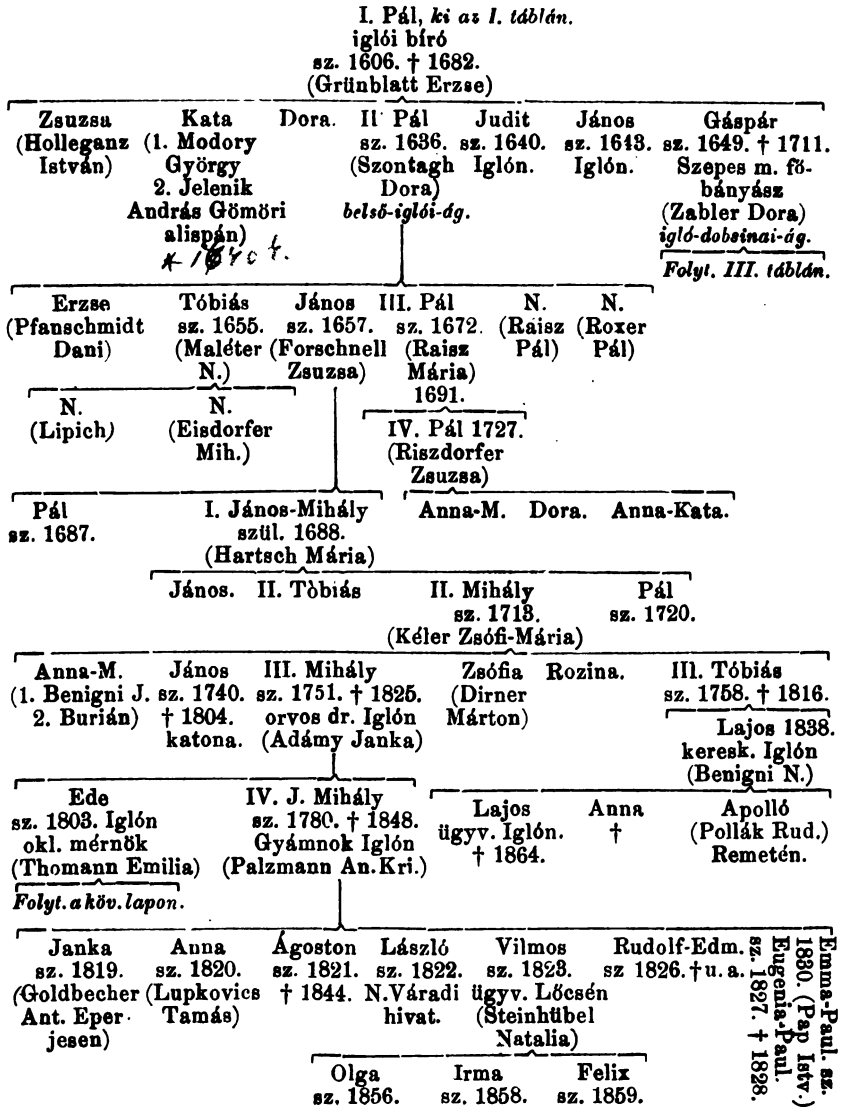 I. Pál, ki az I. táblán.
iglói bíró
sz. 1606. † 1682.
(Grünblatt Erzse)
Zsuzsa
(Holleganz
István)
Kata
(1. Modory
György
2. Jelenik
András Gömöri
alispán)
Dora.
II Pál
sz. 1636.
(Szontagh
Dora)
belső-iglói-ág.
Judit
sz. 1640.
Iglón.
János
sz. 1643.
Iglón.
Gáspár
sz. 1649. † 1711.
Szepes m. fő-
bányász
(Zabler Dora)
igló-dobsinai-ág.
Folyt. III. táblán.
Erzse
(Pfanschmidt
Dani)
Tóbiás
sz. 1655.
(Maléter
N.)
János
sz. 1657.
(Forschnell
Zsuzsa)
III. Pál
sz. 1672.
(Raisz
Mária)
1691.
N.
(Raisz
Pál)
N.
(Roxer
Pál)
N.
(Lipich)
N.
(Eisdorfer
Mih.)
IV. Pál 1727.
(Riszdorfer
Zsuzsa)
Pál
sz. 1687.
I. János-Mihály
szül. 1688.
(Hartsch Mária)
Anna-M. Dora. Anna-Kata.
János.
II. Tòbiás
II. Mihály
sz. 1713.
(Kéler Zsófi-Mária)
Pál
sz. 1720.
Anna-M.
(1. Benigni J.
2. Burián)
János
sz. 1740.
† 1804.
katona.
III. Mihály
sz. 1751. † 1825.
orvos dr. Iglón
(Adámy Janka)
Zsófia
(Dirner
Márton)
Rozina.
III. Tóbiás
sz. 1758. † 1816.
Lajos 1838.
keresk. Iglón
(Benigni N.)
Ede
sz. 1803. Iglón
okl. mérnök
(Thomann Emilia)
Folyt. a köv. lapon.
IV. J. Mihály
sz. 1780. † 1848.
Gyámnok Iglón
(Palzmann An. Kri.)
Lajos
ügyv. Iglón.
† 1864.
Anna
†
Apolló
(Pollák Rud.)
Remetén.
Janka
sz. 1819.
(Goldbecher
Ant. Eper-
jesen)
Anna
sz. 1820.
(Lupkovics
Tamás)
Ágoston
sz. 1821.
† 1844.
László
sz. 1822.
N.Váradi
hivat.
Vilmos
sz. 1823.
ügyv. Lőcsén
(Steinhübel
Natalia)
Rudolf-Edm.
sz 1826. † u. a.
Eugenia-Paul.
sz. 1827. † 1828.
Emma-Paul. sz.
1830. (Pap Istv.)
Olga
sz. 1856.
Irma
sz. 1858.
Felix
sz. 1859.